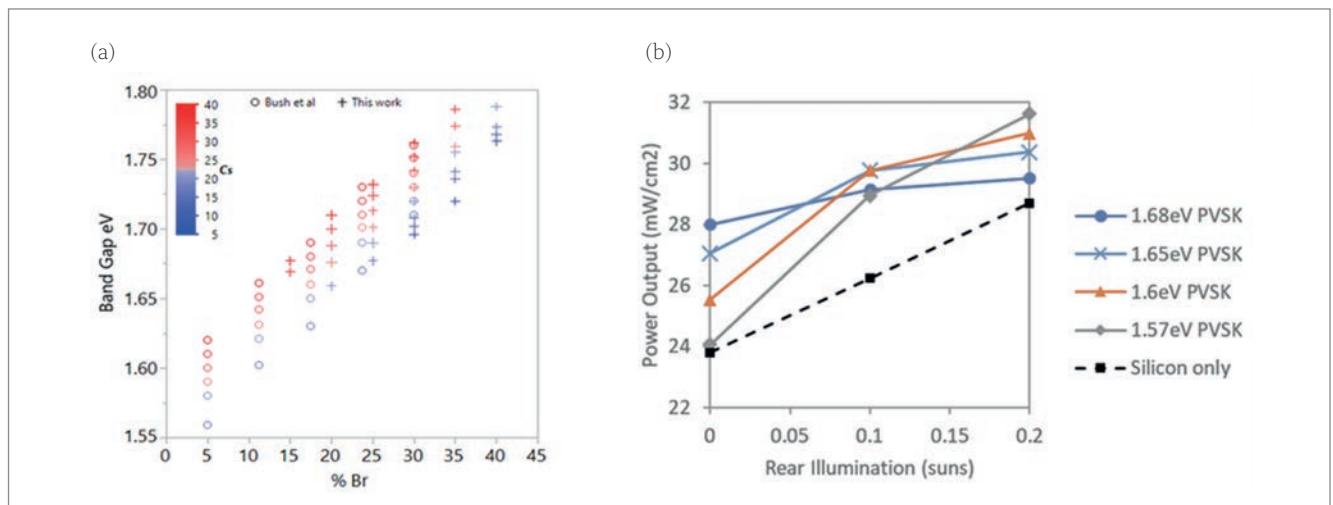 (a)
(b)
1.80
1.75
1.70
1.65
1.60
1.55
Band Gap eV
40
35
30
25
20
15
10
5
Cs
Bush et al
This work
0 5 10 15 20 25 30 35 40 45
% Br
32
30
28
26
24
22
Power Output (mW/cm2)
0 0.05 0.1 0.15 0.2
Rear Illumination (suns)
1.68eV PVSK
1.65eV PVSK
1.6eV PVSK
1.57eV PVSK
Silicon only